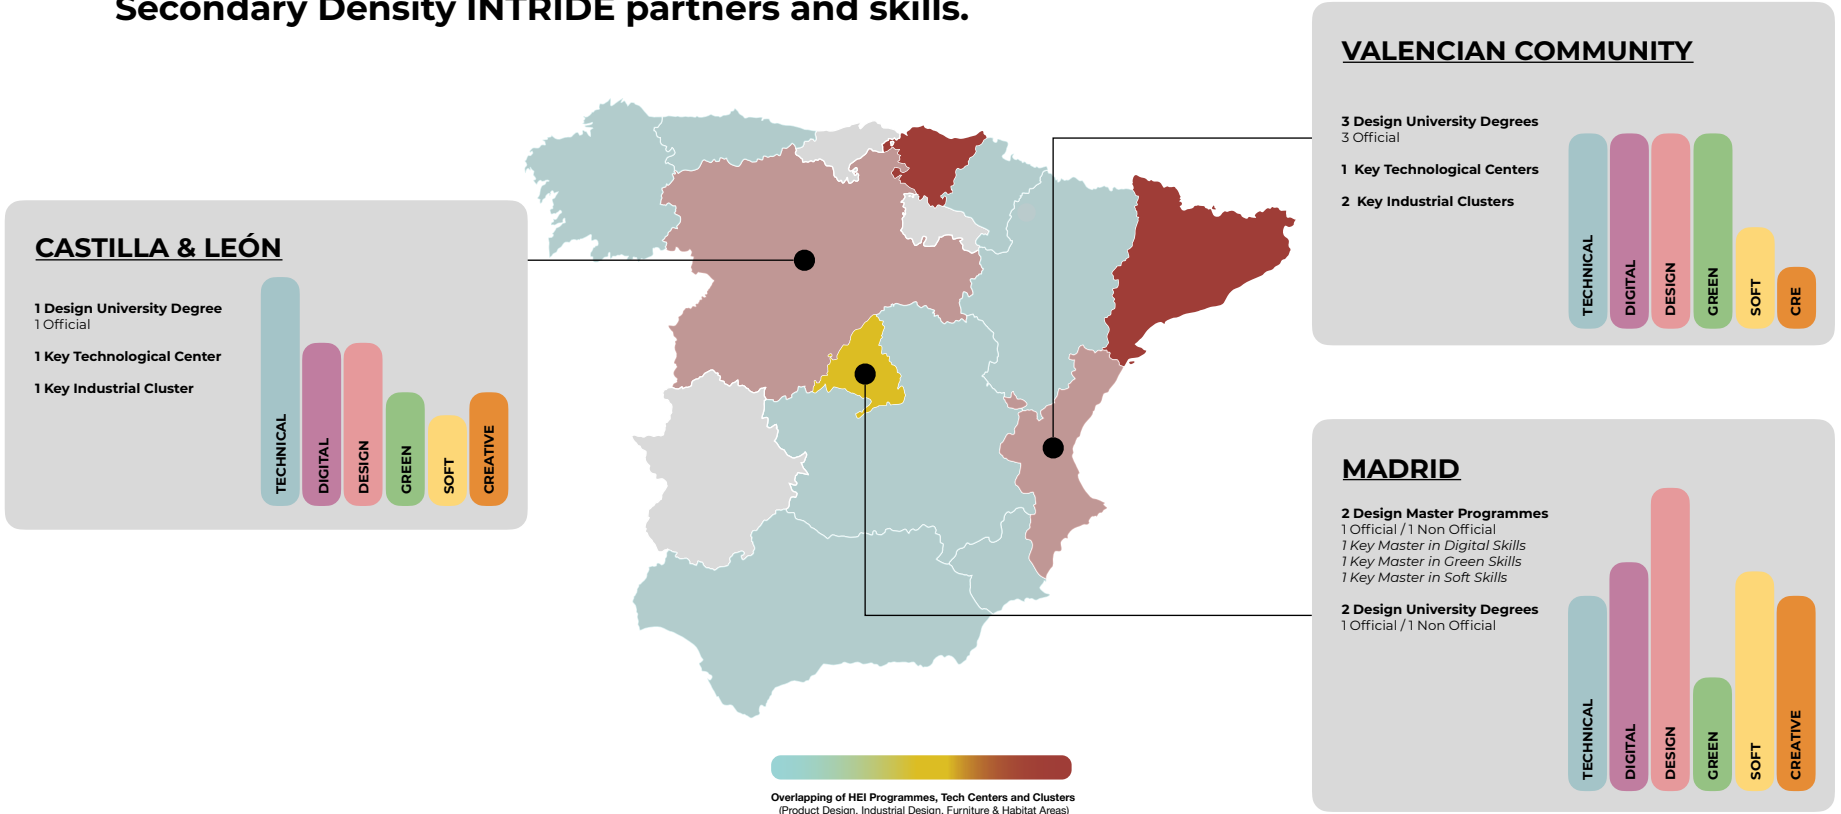 Secondary Density INTRIDE partners and skills.
CASTILLA & LEÓN
1 Design University Degree
1 Official
1 Key Technological Center
1 Key Industrial Cluster
TECHNICAL
DIGITAL
DESIGN
GREEN
SOFT
CREATIVE
VALENCIAN COMMUNITY
3 Design University Degrees
3 Official
1 Key Technological Centers
2 Key Industrial Clusters
TECHNICAL
DIGITAL
DESIGN
GREEN
SOFT
CRE
MADRID
2 Design Master Programmes
1 Official / 1 Non Official
1 Key Master in Digital Skills
1 Key Master in Green Skills
1 Key Master in Soft Skills
2 Design University Degrees
1 Official / 1 Non Official
TECHNICAL
DIGITAL
DESIGN
GREEN
SOFT
CREATIVE
Overlapping of HEI Programmes, Tech Centers and Clusters
(Product Design, Industrial Design, Furniture & Habitat Areas)